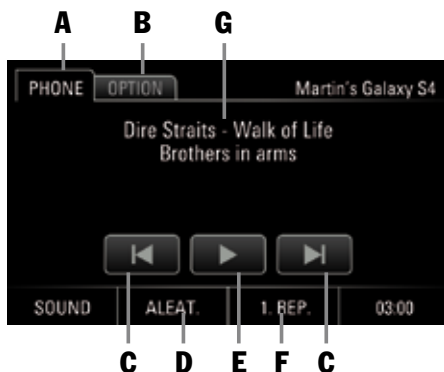 A B G
PHONE OPTION Martin's Galaxy S4
Dire Straits - Walk of Life
Brothers in arms
SOUND ALEAT. 1. REP. 03:00
C D E F C